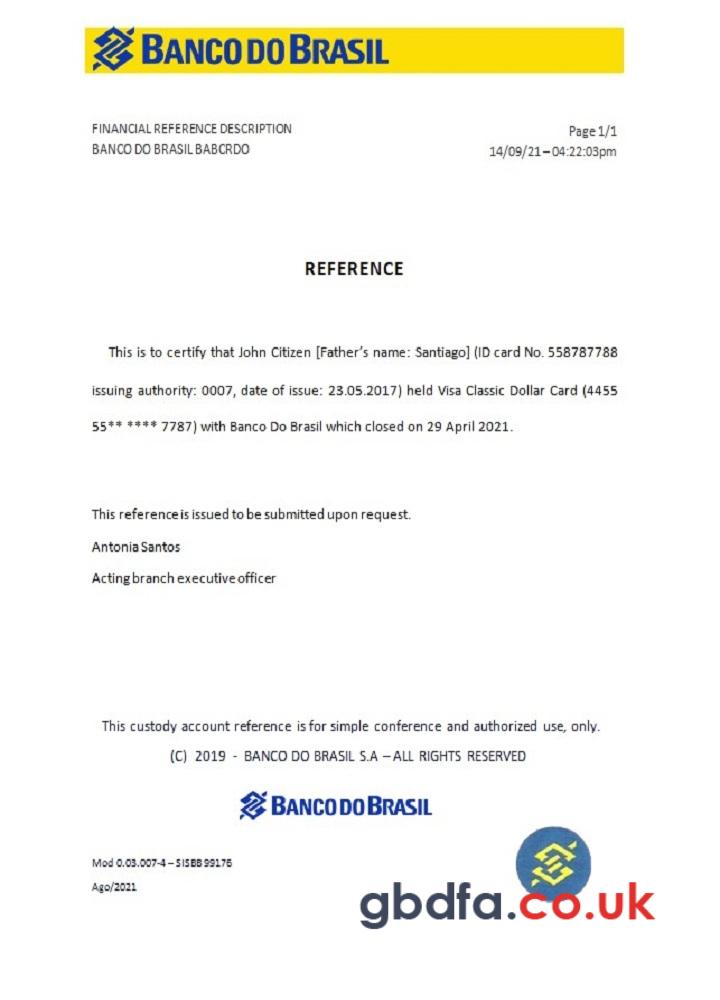 BANCO DO BRASIL
FINANCIAL REFERENCE DESCRIPTION
BANCO DO BRASIL BABCRDO
Page 1/1
14/09/21 – 04:22:03pm
REFERENCE
This is to certify that John Citizen [Father's name: Santiago] (ID card No. 558787788
issuing authority: 0007, date of issue: 23.05.2017) held Visa Classic Dollar Card (4455
55** **** 7787) with Banco Do Brasil which closed on 29 April 2021.
This reference is issued to be submitted upon request.
Antonia Santos
Acting branch executive officer
This custody account reference is for simple conference and authorized use, only.
(C) 2019 - BANCO DO BRASIL S.A – ALL RIGHTS RESERVED
BANCO DO BRASIL
Mod 0.03.007-4 – SISBB 99176
Ago/2021
gbdfa.co.uk